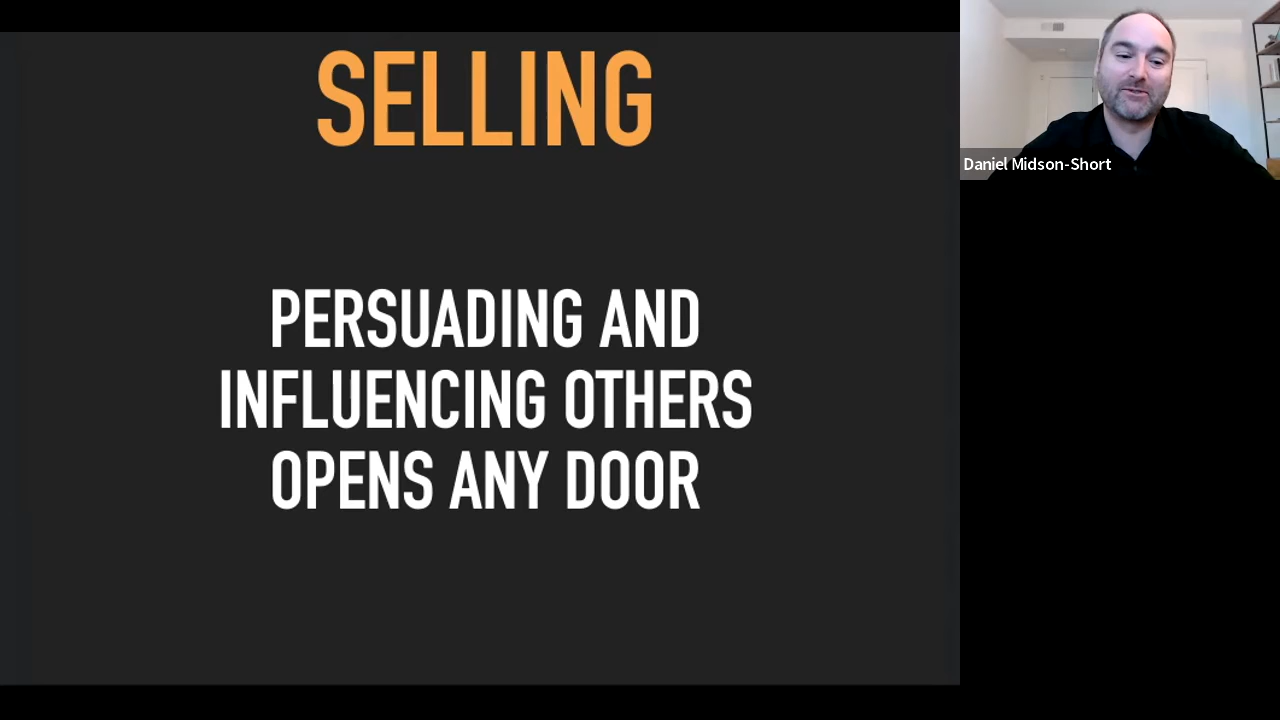 SELLING
PERSUADING AND
INFLUENCING OTHERS
OPENS ANY DOOR
Daniel Midson-Short